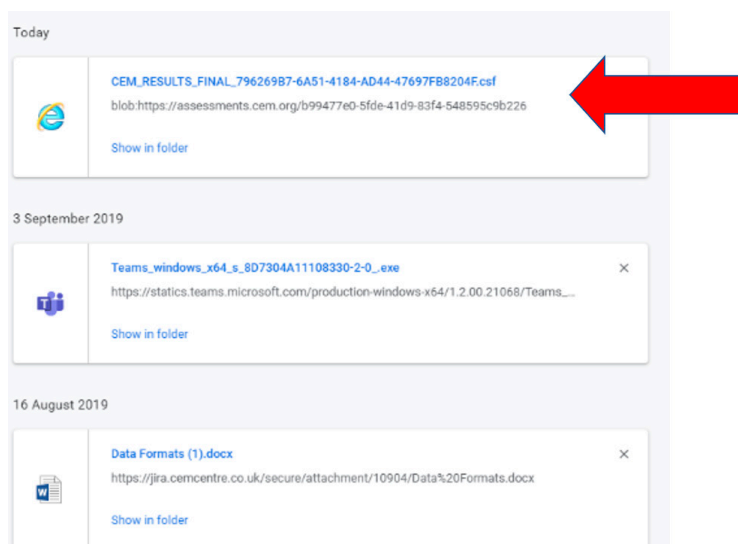 Today
CEM_RESULTS_FINAL_796269B7-6A51-4184-AD44-47697FB8204F.csf
blob:https://assessments.cem.org/b99477e0-5fde-41d9-83f4-548595c9b226
Show in folder
3 September 2019
Teams_windows_x64_s_8D7304A11108330-2-0_.exe
https://statics.teams.microsoft.com/production-windows-x64/1.2.00.21068/Teams_...
Show in folder
16 August 2019
Data Formats (1).docx
https://jira.cemcentre.co.uk/secure/attachment/10904/Data%20Formats.docx
Show in folder